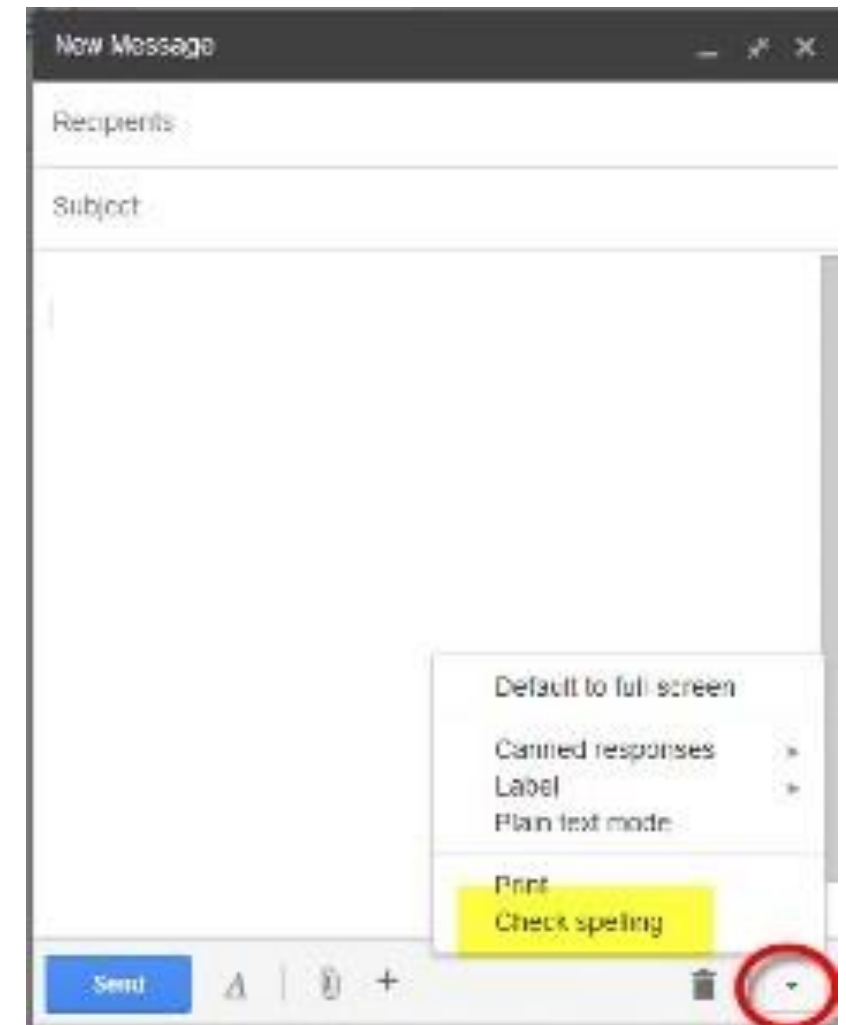 New Message
Recipients
Subject
Default to full screen
Canned responses
Label
Plain text mode
Print
Check spelling
Send A